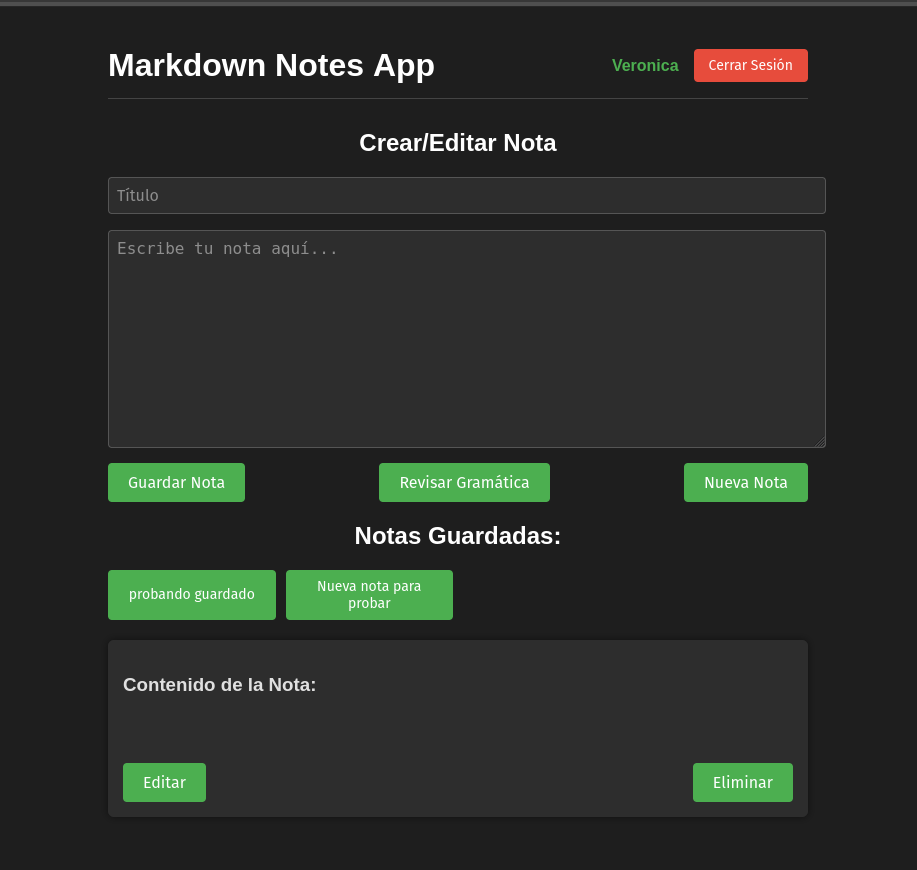 Markdown Notes App
Veronica
Cerrar Sesión
Crear/Editar Nota
Título
Escribe tu nota aquí...
Guardar Nota
Revisar Gramática
Nueva Nota
Notas Guardadas:
probando guardado
Nueva nota para
probar
Contenido de la Nota:
Editar
Eliminar